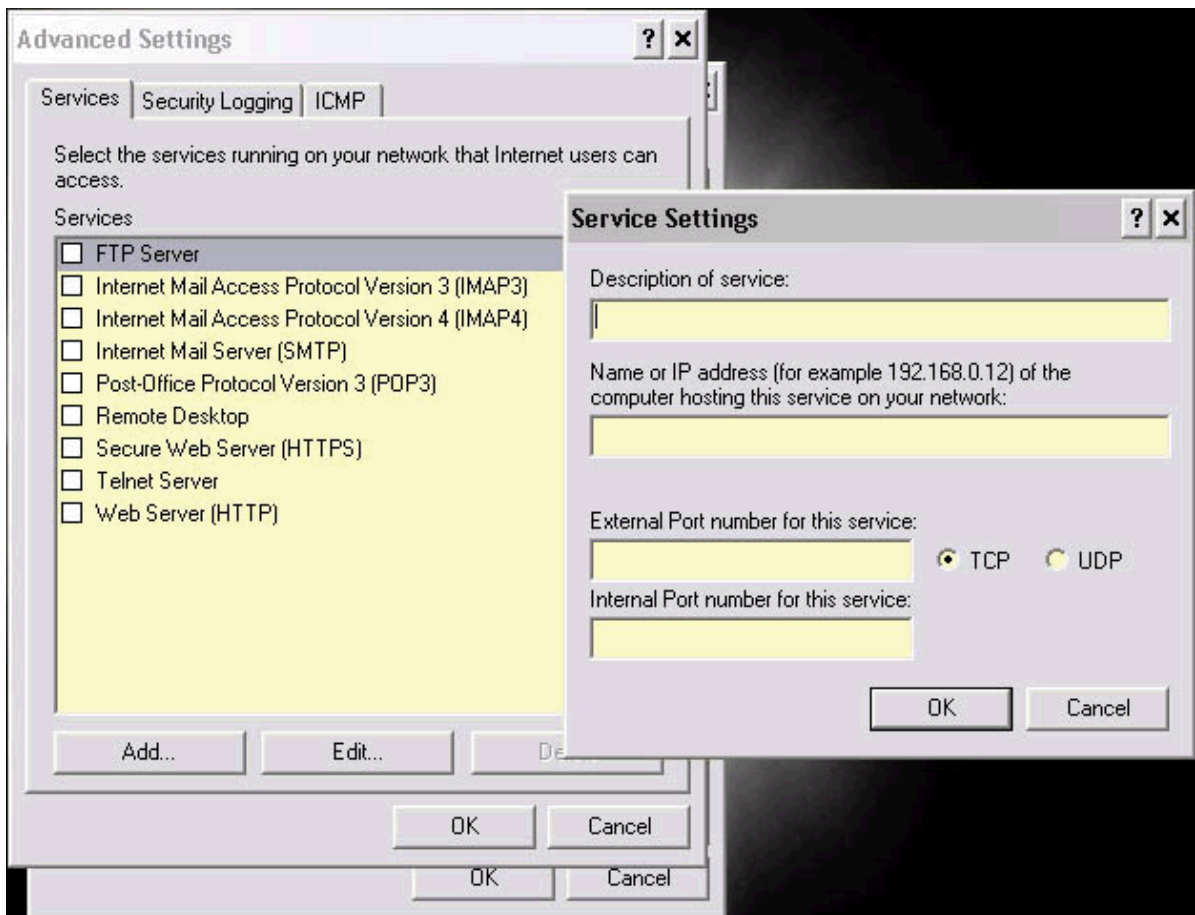 Advanced Settings
Services
Security Logging
ICMP
Select the services running on your network that Internet users can
access.
Services
FTP Server
Internet Mail Access Protocol Version 3 (IMAP3)
Internet Mail Access Protocol Version 4 (IMAP4)
Internet Mail Server (SMTP)
Post-Office Protocol Version 3 (POP3)
Remote Desktop
Secure Web Server (HTTPS)
Telnet Server
Web Server (HTTP)
Add...
Edit...
OK
Cancel
OK
Cancel
Service Settings
Description of service:
Name or IP address (for example 192.168.0.12) of the
computer hosting this service on your network:
External Port number for this service:
TCP
UDP
Internal Port number for this service:
OK
Cancel